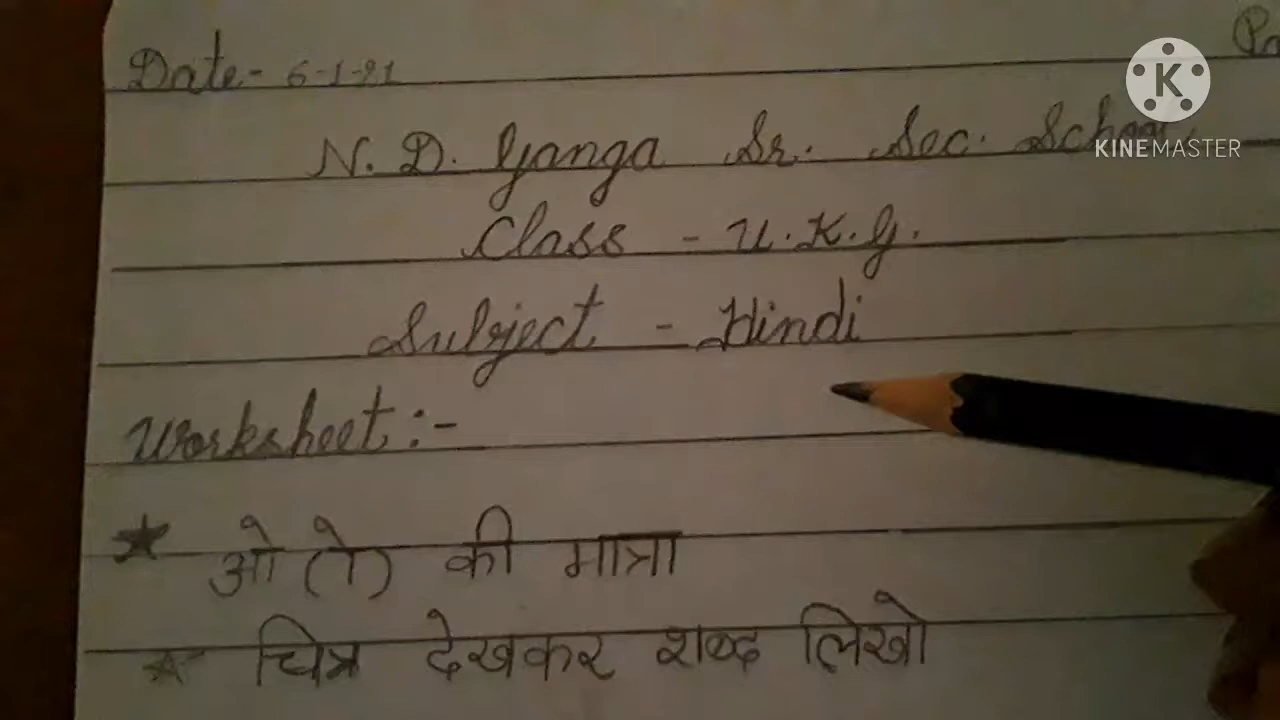 Date:- 6-1-21
N. D. Ganga Sr. Sec. School
Class - U.K.G.
Subject - Hindi
Worksheet :-
★ ओ (ो) की मात्रा
★ चित्र देखकर शब्द लिखो
K
KINEMASTER